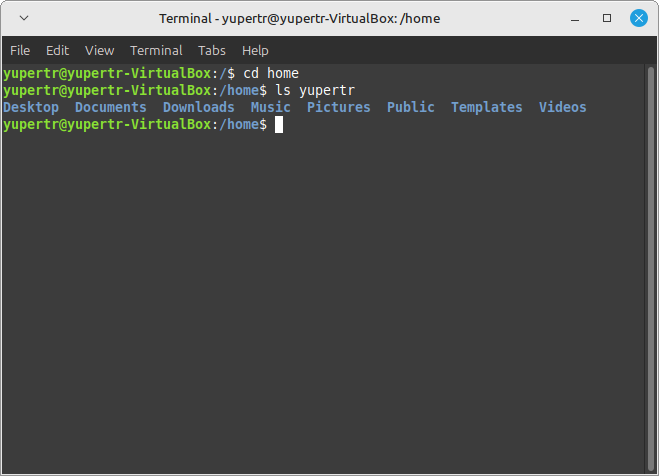 Terminal - yupertr@yupertr-VirtualBox: /home
File Edit View Terminal Tabs Help
yupertr@yupertr-VirtualBox:/$ cd home
yupertr@yupertr-VirtualBox:/home$ ls yupertr
Desktop  Documents  Downloads  Music  Pictures  Public  Templates  Videos
yupertr@yupertr-VirtualBox:/home$